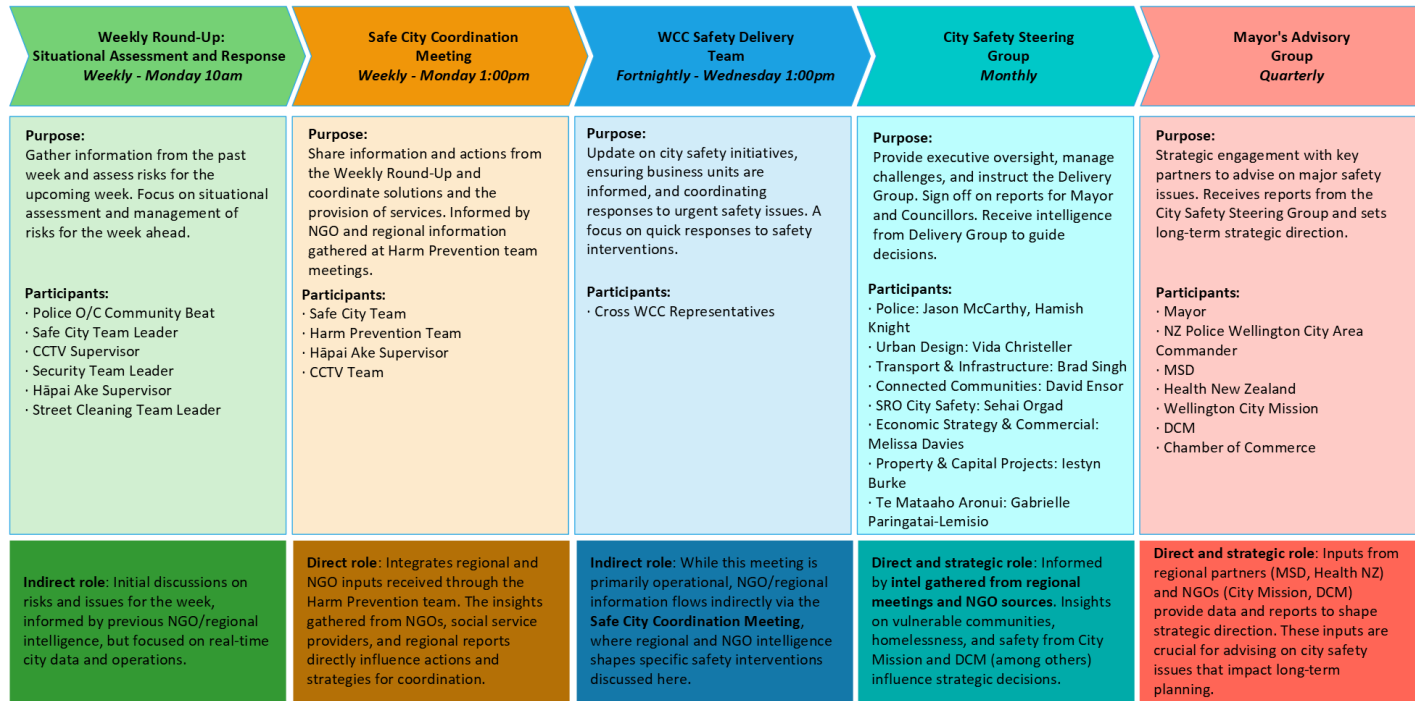 Weekly Round-Up:
Situational Assessment and Response
Weekly - Monday 10am
Safe City Coordination
Meeting
Weekly - Monday 1:00pm
WCC Safety Delivery
Team
Fortnightly - Wednesday 1:00pm
City Safety Steering
Group
Monthly
Mayor's Advisory
Group
Quarterly
Purpose:
Gather information from the past
week and assess risks for the
upcoming week. Focus on situational
assessment and management of
risks for the week ahead.
Participants:
· Police O/C Community Beat
· Safe City Team Leader
· CCTV Supervisor
· Security Team Leader
· Hāpai Ake Supervisor
· Street Cleaning Team Leader
Purpose:
Share information and actions from
the Weekly Round-Up and
coordinate solutions and the
provision of services. Informed by
NGO and regional information
gathered at Harm Prevention team
meetings.
Participants:
· Safe City Team
· Harm Prevention Team
· Hāpai Ake Supervisor
· CCTV Team
Purpose:
Update on city safety initiatives,
ensuring business units are
informed, and coordinating
responses to urgent safety issues. A
focus on quick responses to safety
interventions.
Participants:
· Cross WCC Representatives
Purpose:
Provide executive oversight, manage
challenges, and instruct the Delivery
Group. Sign off on reports for Mayor
and Councillors. Receive intelligence
from Delivery Group to guide
decisions.
Participants:
· Police: Jason McCarthy, Hamish
Knight
· Urban Design: Vida Christeller
· Transport & Infrastructure: Brad Singh
· Connected Communities: David Ensor
· SRO City Safety: Sehai Orgad
· Economic Strategy & Commercial:
Melissa Davies
· Property & Capital Projects: Iestyn
Burke
· Te Mataaho Aronui: Gabrielle
Paringatai-Lemisio
Purpose:
Strategic engagement with key
partners to advise on major safety
issues. Receives reports from the
City Safety Steering Group and sets
long-term strategic direction.
Participants:
· Mayor
· NZ Police Wellington City Area
Commander
· MSD
· Health New Zealand
· Wellington City Mission
· DCM
· Chamber of Commerce
Indirect role: Initial discussions on
risks and issues for the week,
informed by previous NGO/regional
intelligence, but focused on real-time
city data and operations.
Direct role: Integrates regional and
NGO inputs received through the
Harm Prevention team. The insights
gathered from NGOs, social service
providers, and regional reports
directly influence actions and
strategies for coordination.
Indirect role: While this meeting is
primarily operational, NGO/regional
information flows indirectly via the
Safe City Coordination Meeting,
where regional and NGO intelligence
shapes specific safety interventions
discussed here.
Direct and strategic role: Informed
by intel gathered from regional
meetings and NGO sources. Insights
on vulnerable communities,
homelessness, and safety from City
Mission and DCM (among others)
influence strategic decisions.
Direct and strategic role: Inputs from
regional partners (MSD, Health NZ)
and NGOs (City Mission, DCM)
provide data and reports to shape
strategic direction. These inputs are
crucial for advising on city safety
issues that impact long-term
planning.